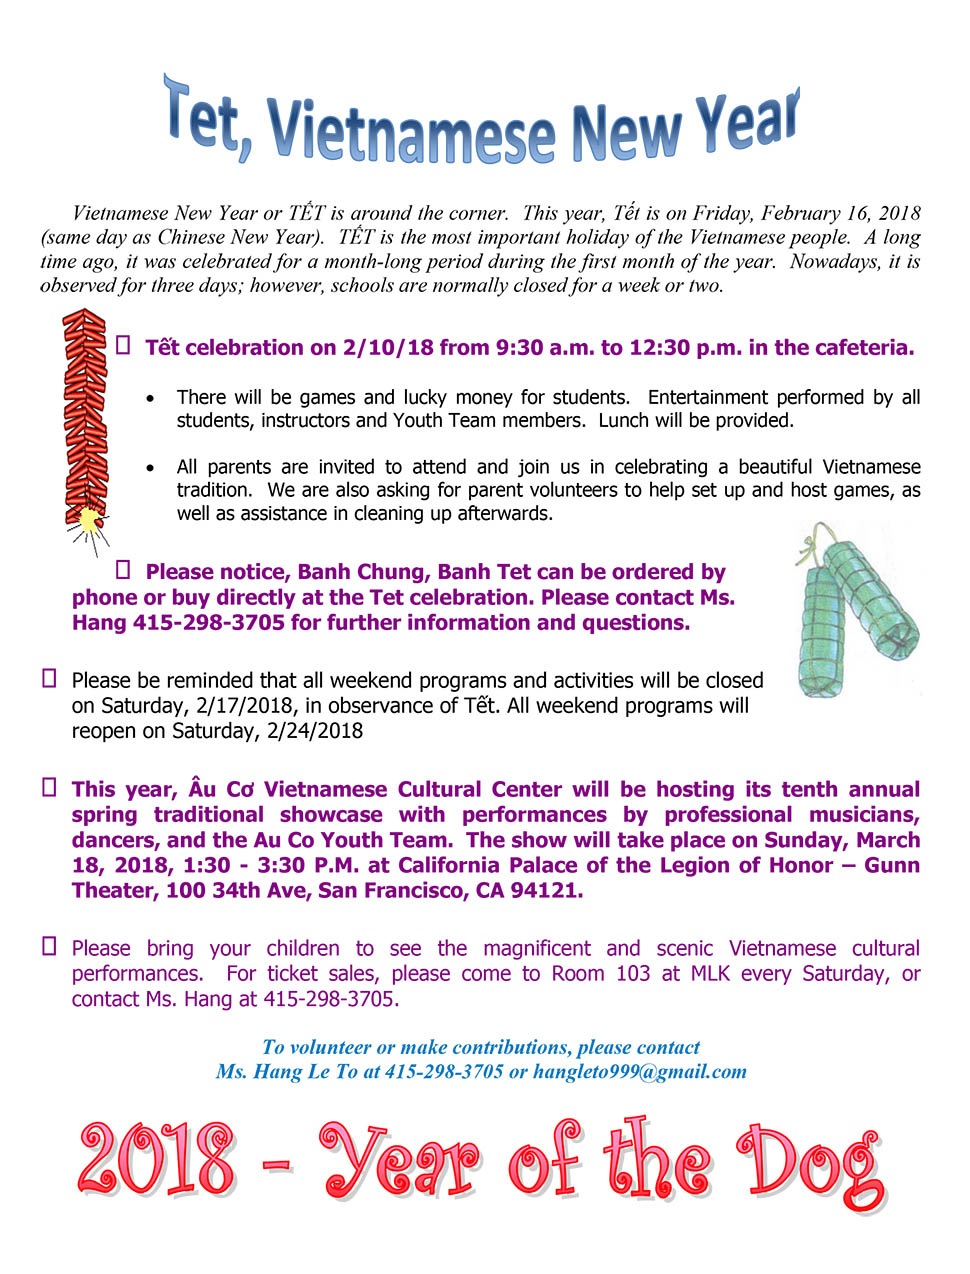 Tet, Vietnamese New Year
Vietnamese New Year or TẾT is around the corner.  This year, Tết is on Friday, February 16, 2018
(same day as Chinese New Year).  TẾT is the most important holiday of the Vietnamese people.  A long
time ago, it was celebrated for a month-long period during the first month of the year.  Nowadays, it is
observed for three days; however, schools are normally closed for a week or two.
Tết celebration on 2/10/18 from 9:30 a.m. to 12:30 p.m. in the cafeteria.
• There will be games and lucky money for students.  Entertainment performed by all
students, instructors and Youth Team members.  Lunch will be provided.
• All parents are invited to attend and join us in celebrating a beautiful Vietnamese
tradition.  We are also asking for parent volunteers to help set up and host games, as
well as assistance in cleaning up afterwards.
Please notice, Banh Chung, Banh Tet can be ordered by
phone or buy directly at the Tet celebration. Please contact Ms.
Hang 415-298-3705 for further information and questions.
Please be reminded that all weekend programs and activities will be closed
on Saturday, 2/17/2018, in observance of Tết. All weekend programs will
reopen on Saturday, 2/24/2018
This year, Âu Cơ Vietnamese Cultural Center will be hosting its tenth annual
spring traditional showcase with performances by professional musicians,
dancers, and the Au Co Youth Team.  The show will take place on Sunday, March
18, 2018, 1:30 - 3:30 P.M. at California Palace of the Legion of Honor – Gunn
Theater, 100 34th Ave, San Francisco, CA 94121.
Please bring your children to see the magnificent and scenic Vietnamese cultural
performances.  For ticket sales, please come to Room 103 at MLK every Saturday, or
contact Ms. Hang at 415-298-3705.
To volunteer or make contributions, please contact
Ms. Hang Le To at 415-298-3705 or hangleto999@gmail.com
2018 - Year of the Dog